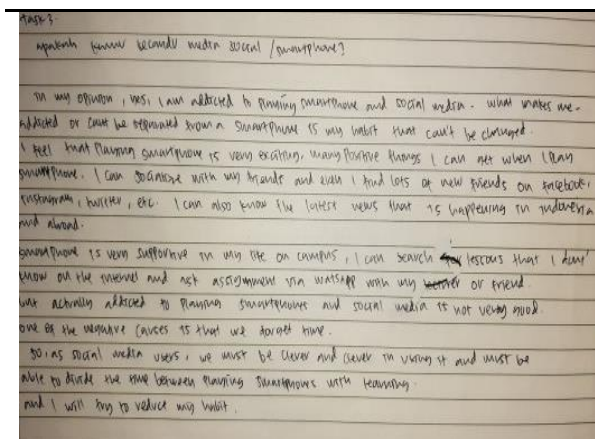 Task 3
apakah kamu kecandu media social / smartphone?
In my opinion, yes, I am addicted to playing smartphone and social media. What makes me
addicted or can't be separated from a smartphone is my habit that can't be changed.
I feel that playing smartphone is very exciting, many positive things I can get when I play
smartphone. I can socialize with my friends and even I find lots of new friends on facebook,
instagram, twitter, etc. I can also know the latest news that is happening in indonesia
and abroad.
smartphone is very supportive in my life on campus, I can search lessons that I don't
know on the internet and ask assignment via watsapp with my or friend.
but actually addicted to playing smartphones and social media is not very good.
one of the negative causes is that we forget time.
so, as social media users, we must be clever and clever in using it and must be
able to divide the time between playing smartphones with learning.
and I will try to reduce my habit.